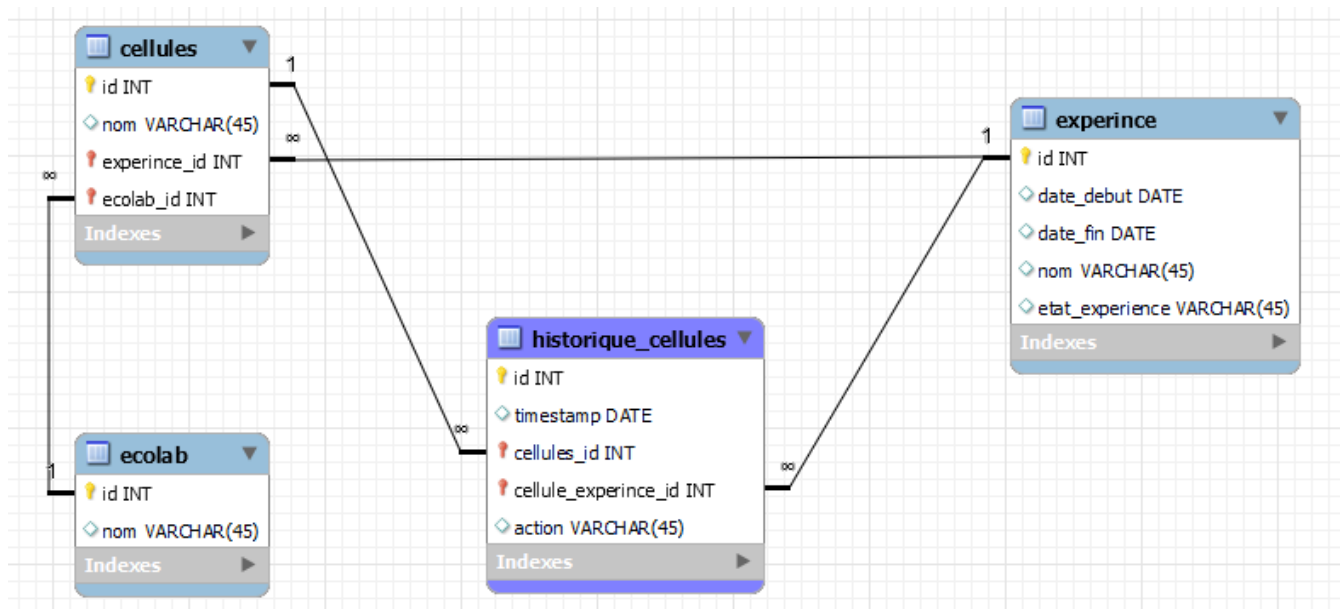 cellules
id INT
nom VARCHAR(45)
experince_id INT
ecolab_id INT
Indexes
1
∞
∞
1
experince
id INT
date_debut DATE
date_fin DATE
nom VARCHAR(45)
etat_experience VARCHAR(45)
Indexes
1
historique_cellules
id INT
timestamp DATE
cellules_id INT
cellule_experince_id INT
action VARCHAR(45)
Indexes
∞
∞
ecolab
id INT
nom VARCHAR(45)
Indexes